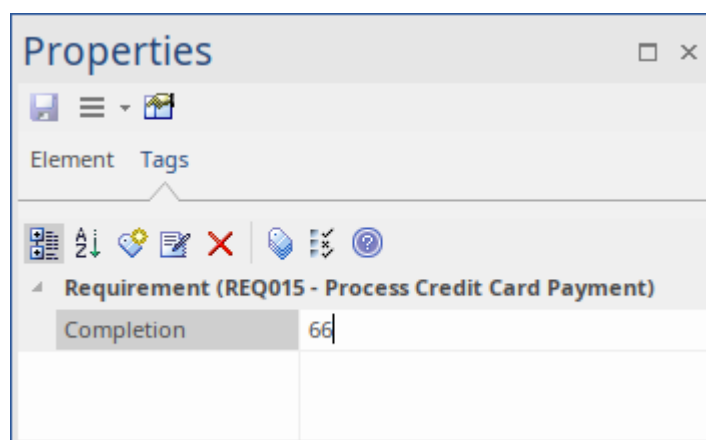 Properties
Element Tags
Requirement (REQ015 - Process Credit Card Payment)
Completion 66